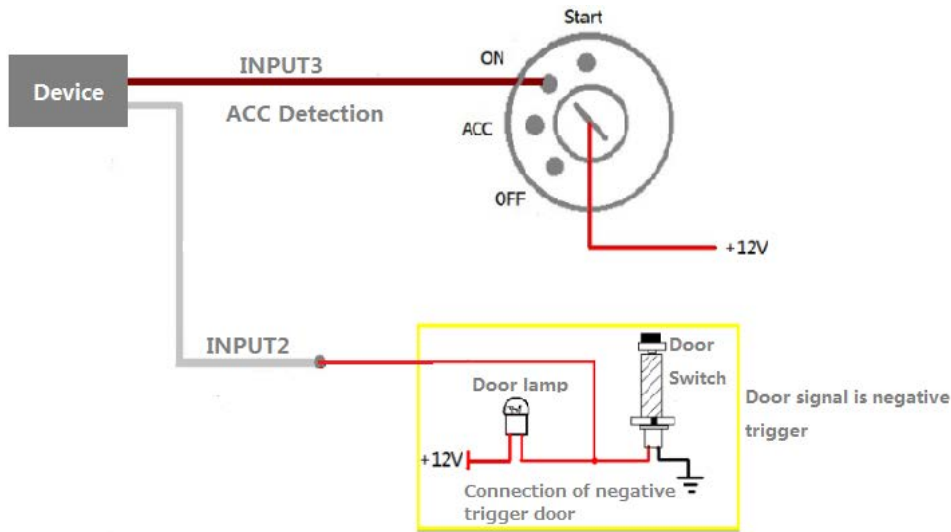 Start
ON
INPUT3
Device
ACC Detection
ACC
OFF
+12V
INPUT2
Door
Switch
Door lamp
Door signal is negative
trigger
+12V
Connection of negative
trigger door